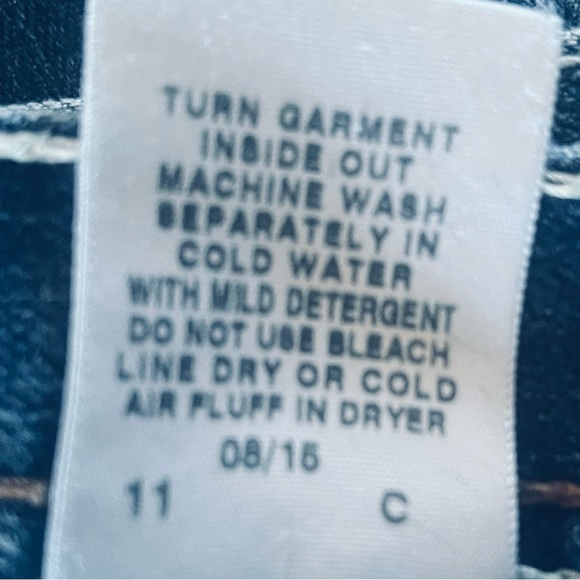 TURN GARMENT
INSIDE OUT
MACHINE WASH
SEPARATELY IN
COLD WATER
WITH MILD DETERGENT
DO NOT USE BLEACH
LINE DRY OR COLD
AIR FLUFF IN DRYER
08/15
11 C